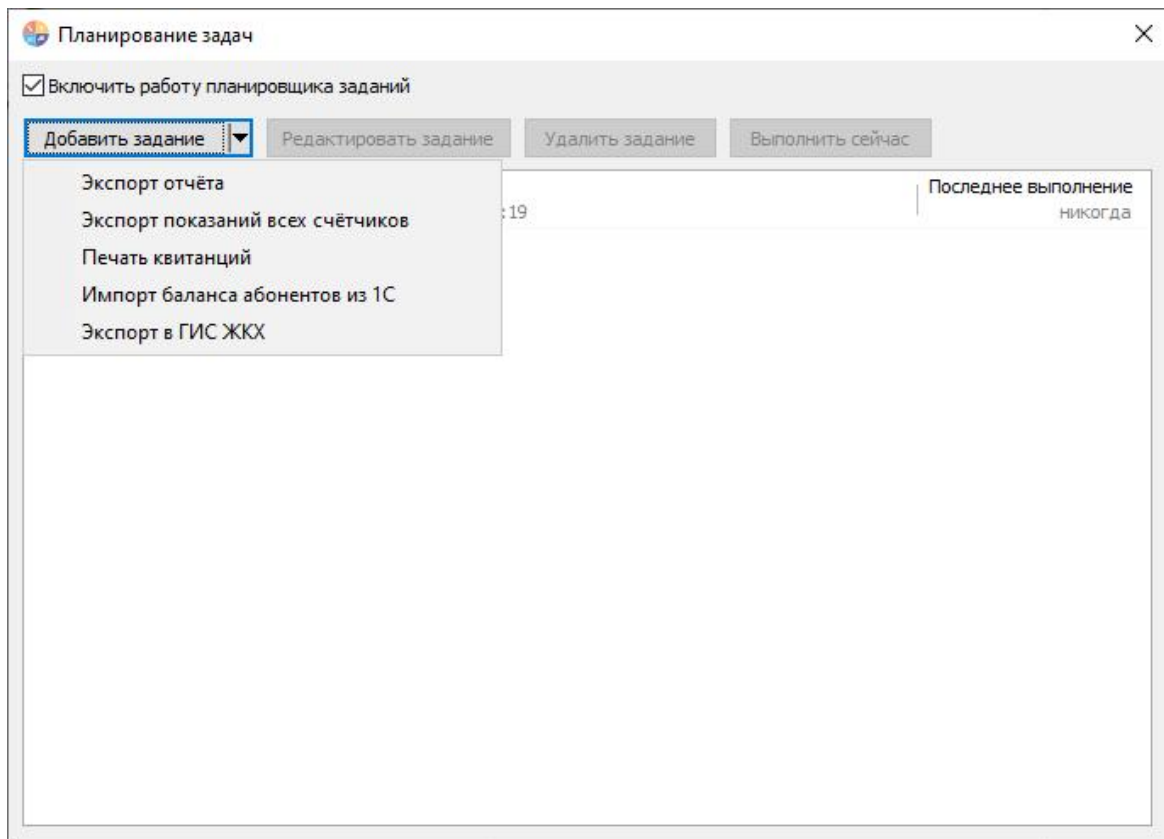 Планирование задач
Включить работу планировщика заданий
Добавить задание Редактировать задание Удалить задание Выполнить сейчас
Экспорт отчёта
Экспорт показаний всех счётчиков
Печать квитанций
Импорт баланса абонентов из 1С
Экспорт в ГИС ЖКХ
:19
Последнее выполнение
никогда